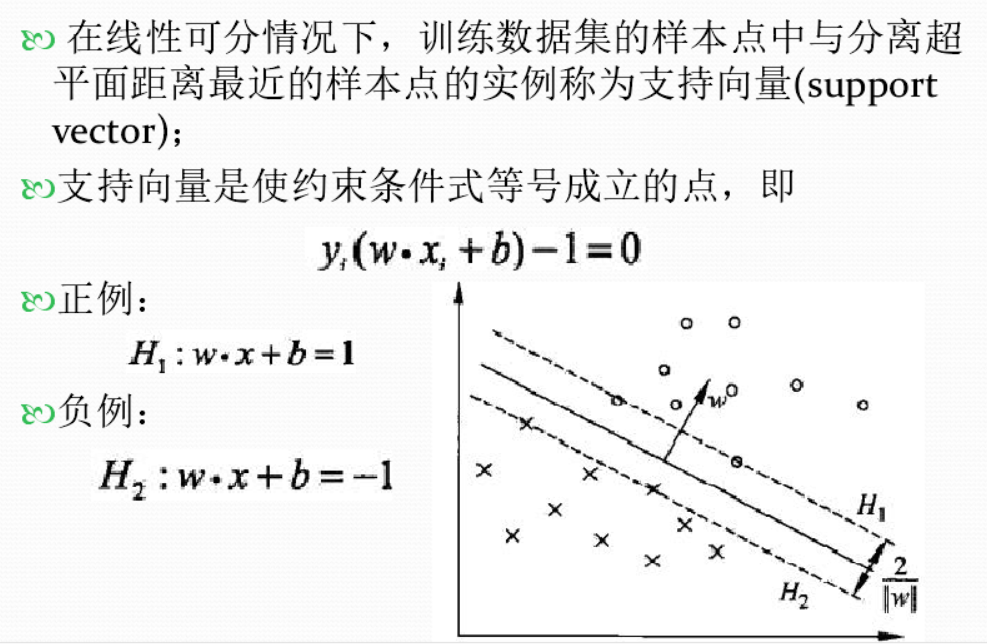 在线性可分情况下，训练数据集的样本点中与分离超
平面距离最近的样本点的实例称为支持向量(support
vector)；
支持向量是使约束条件式等号成立的点，即
yᵢ(w•xᵢ+b)−1=0
正例：
H₁:w•x+b=1
负例：
H₂:w•x+b=−1
w
H₁
H₂
2
‖w‖